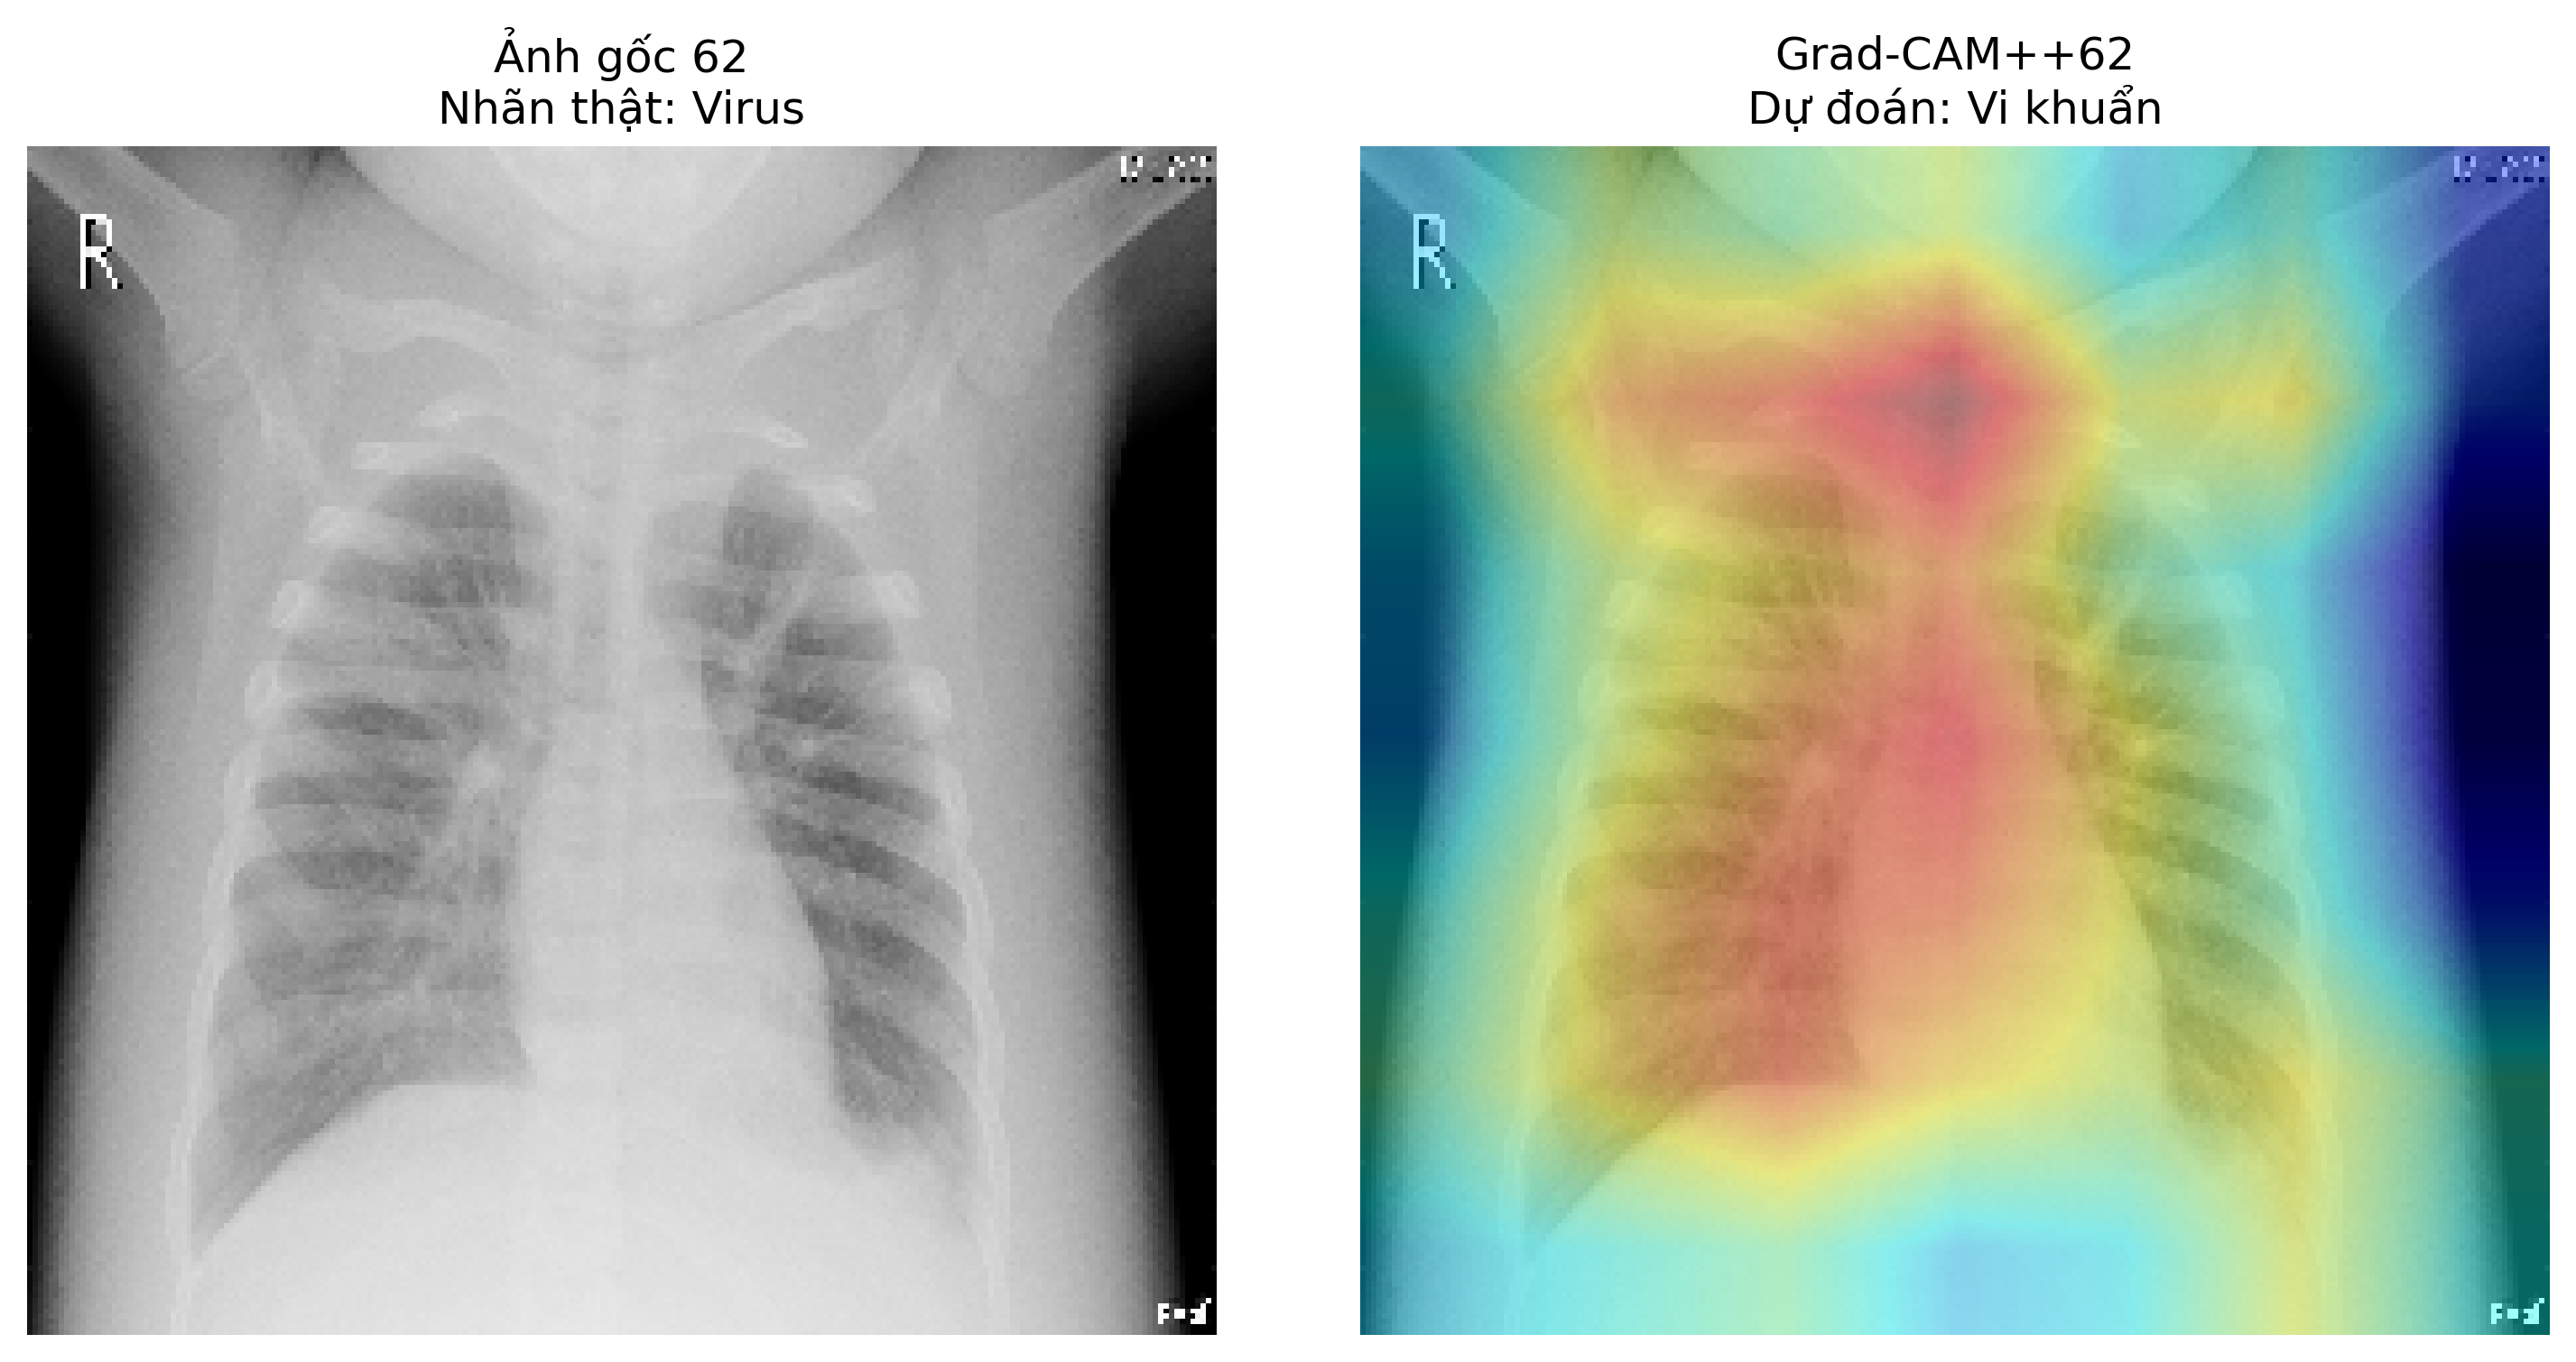 Ảnh gốc 62
Nhãn thật: Virus
Grad-CAM++62
Dự đoán: Vi khuẩn
R
R